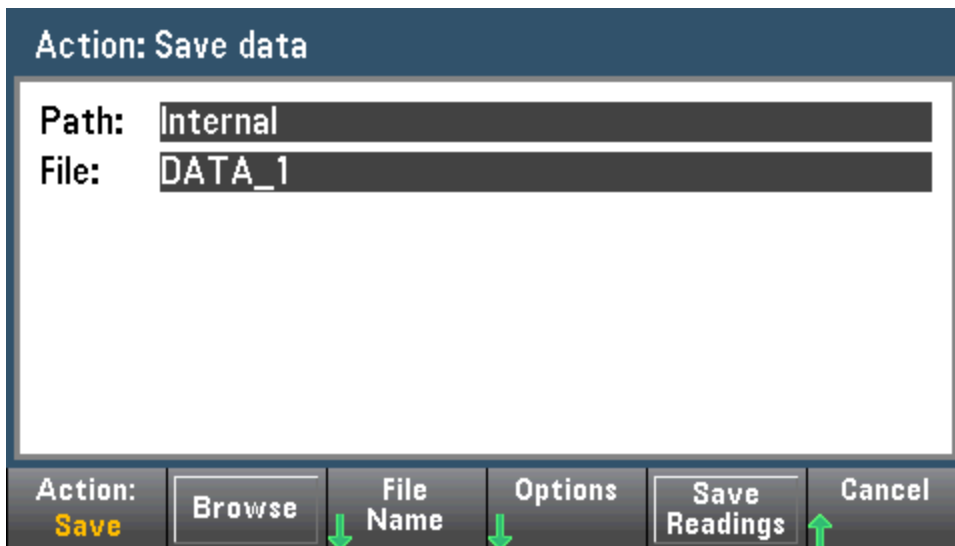 Action: Save data
Path: Internal
File: DATA_1
Action: Save
Browse
File Name
Options
Save Readings
Cancel